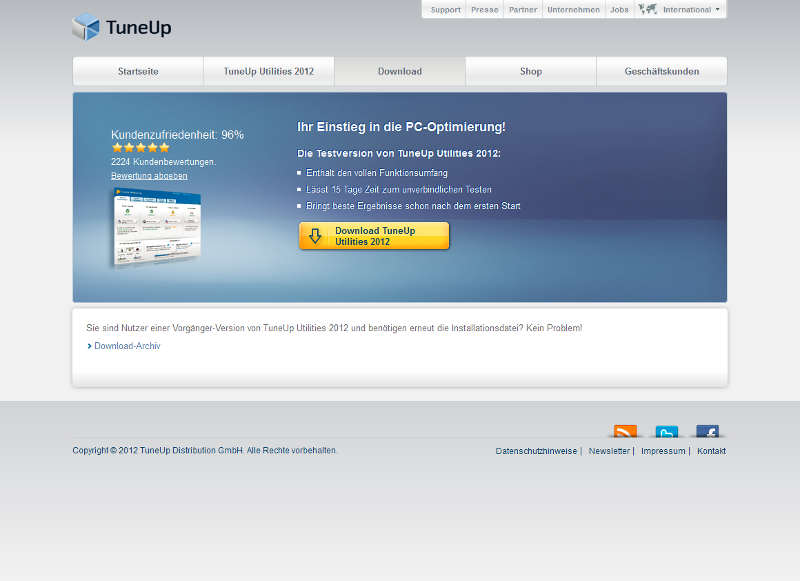 Support Presse Partner Unternehmen Jobs International
TuneUp
Startseite TuneUp Utilities 2012 Download Shop Geschäftskunden
Kundenzufriedenheit: 96%
2224 Kundenbewertungen.
Bewertung abgeben
Ihr Einstieg in die PC-Optimierung!
Die Testversion von TuneUp Utilities 2012:
Enthält den vollen Funktionsumfang
Lässt 15 Tage Zeit zum unverbindlichen Testen
Bringt beste Ergebnisse schon nach dem ersten Start
Download TuneUp
Utilities 2012
Sie sind Nutzer einer Vorgänger-Version von TuneUp Utilities 2012 und benötigen erneut die Installationsdatei? Kein Problem!
Download-Archiv
Copyright © 2012 TuneUp Distribution GmbH. Alle Rechte vorbehalten.
Datenschutzhinweise | Newsletter | Impressum | Kontakt